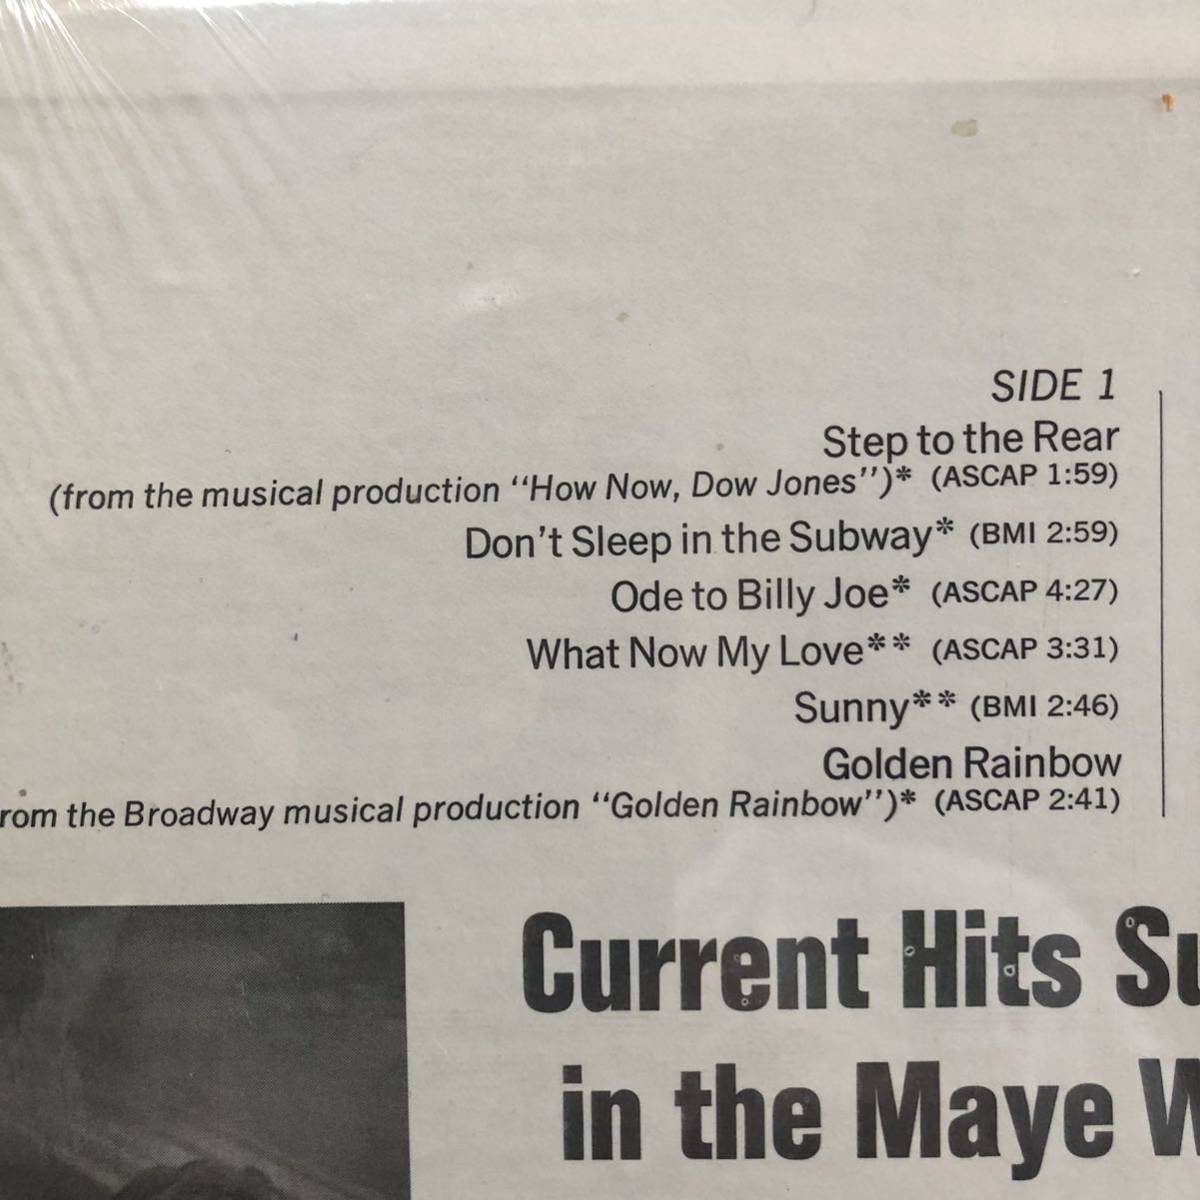 SIDE 1
Step to the Rear
(from the musical production "How Now, Dow Jones")* (ASCAP 1:59)
Don't Sleep in the Subway* (BMI 2:59)
Ode to Billy Joe* (ASCAP 4:27)
What Now My Love** (ASCAP 3:31)
Sunny** (BMI 2:46)
Golden Rainbow
rom the Broadway musical production "Golden Rainbow")* (ASCAP 2:41)
Current Hits Su
in the Maye W